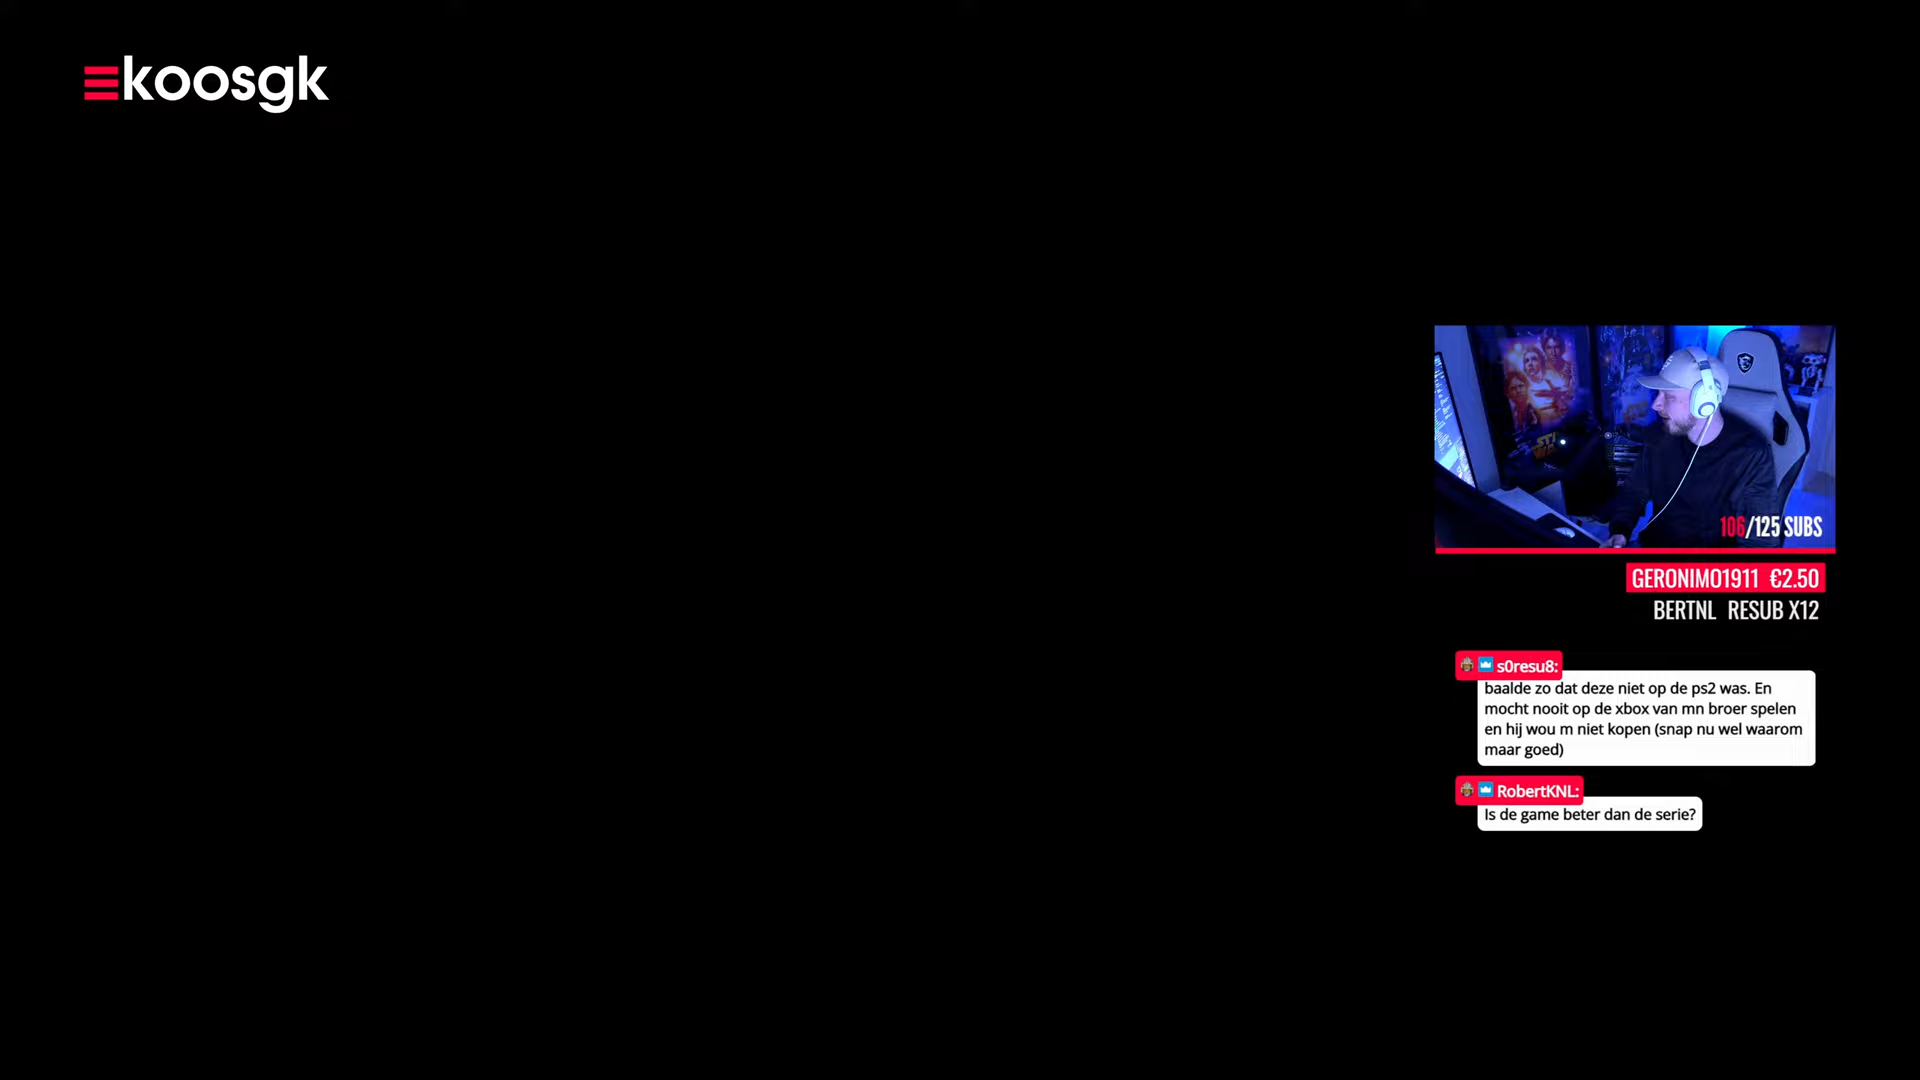 koosgk
106/125 SUBS
GERONIMO1911 €2.50
BERTNL RESUB X12
s0resu8:
baalde zo dat deze niet op de ps2 was. En
mocht nooit op de xbox van mn broer spelen
en hij wou m niet kopen (snap nu wel waarom
maar goed)
RobertKNL:
Is de game beter dan de serie?